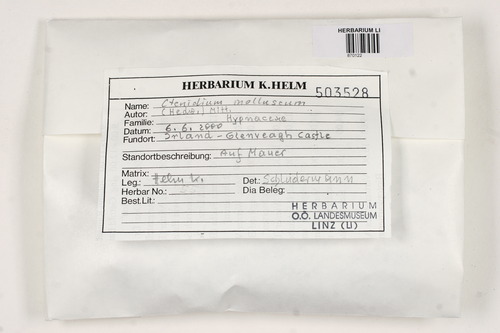 HERBARIUM LI
870122
HERBARIUM K.HELM 503528
Name: Ctenidium molluscum
Autor: (Hedw.) Mitt.
Familie: Hypnaceae
Datum: 6.6.2000
Fundort: Irland - Glenveagh Castle
Standortbeschreibung: Auf Mauer
Matrix:
Leg.: Helm K. Det: Schlüdermann
Herbar No.: Dia Beleg:
Best.Lit.:
HERBARIUM
O.Ö. LANDESMUSEUM
LINZ (LI)